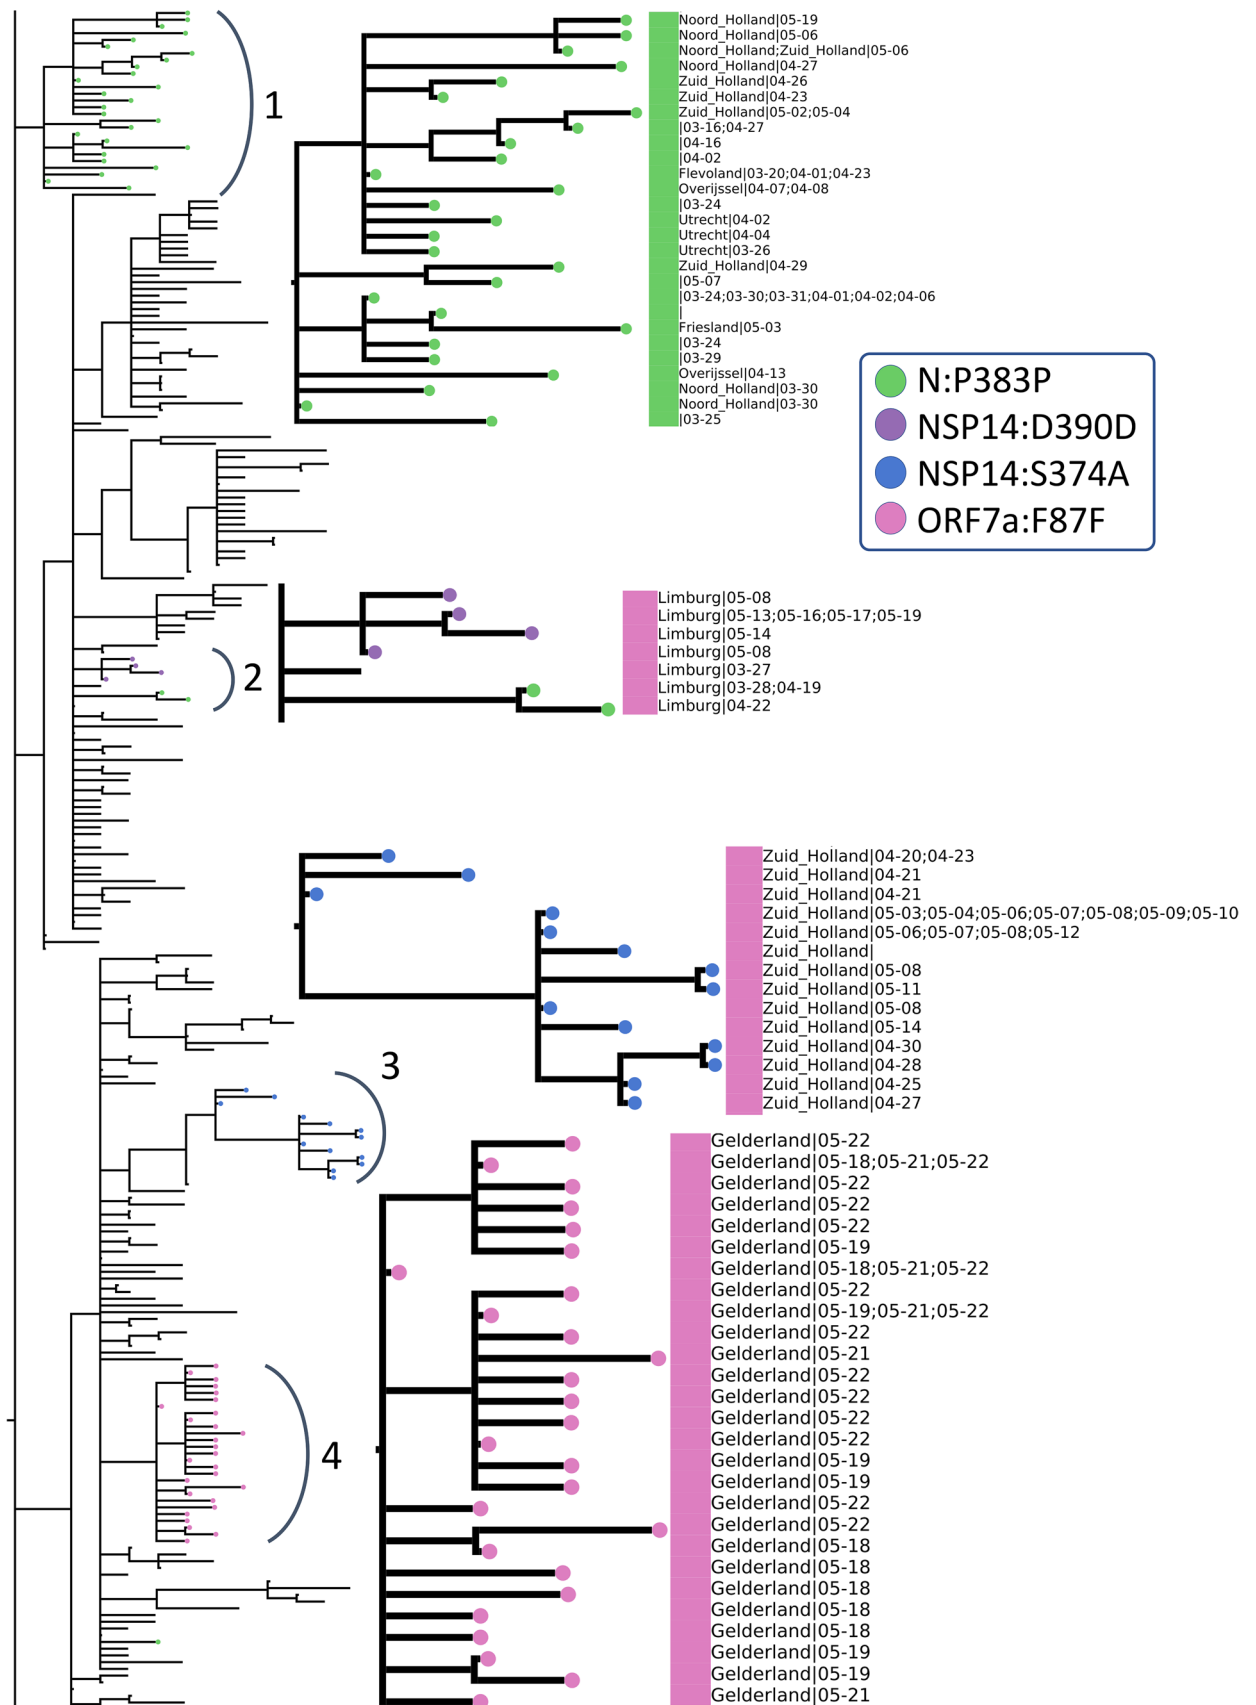 1
Noord_Holland|05-19
Noord_Holland|05-06
Noord_Holland;Zuid_Holland|05-06
Noord_Holland|04-27
Zuid_Holland|04-26
Zuid_Holland|04-23
Zuid_Holland|05-02;05-04
|03-16;04-27
|04-16
|04-02
Flevoland|03-20;04-01;04-23
Overijssel|04-07;04-08
|03-24
Utrecht|04-02
Utrecht|04-04
Utrecht|03-26
Zuid_Holland|04-29
|05-07
|03-24;03-30;03-31;04-01;04-02;04-06
|
Friesland|05-03
|03-24
|03-29
Overijssel|04-13
Noord_Holland|03-30
Noord_Holland|03-30
|03-25
N:P383P
NSP14:D390D
NSP14:S374A
ORF7a:F87F
2
Limburg|05-08
Limburg|05-13;05-16;05-17;05-19
Limburg|05-14
Limburg|05-08
Limburg|03-27
Limburg|03-28;04-19
Limburg|04-22
3
Zuid_Holland|04-20;04-23
Zuid_Holland|04-21
Zuid_Holland|04-21
Zuid_Holland|05-03;05-04;05-06;05-07;05-08;05-09;05-10
Zuid_Holland|05-06;05-07;05-08;05-12
Zuid_Holland|
Zuid_Holland|05-08
Zuid_Holland|05-11
Zuid_Holland|05-08
Zuid_Holland|05-14
Zuid_Holland|04-30
Zuid_Holland|04-28
Zuid_Holland|04-25
Zuid_Holland|04-27
4
Gelderland|05-22
Gelderland|05-18;05-21;05-22
Gelderland|05-22
Gelderland|05-22
Gelderland|05-22
Gelderland|05-19
Gelderland|05-18;05-21;05-22
Gelderland|05-22
Gelderland|05-19;05-21;05-22
Gelderland|05-22
Gelderland|05-21
Gelderland|05-22
Gelderland|05-22
Gelderland|05-22
Gelderland|05-22
Gelderland|05-19
Gelderland|05-19
Gelderland|05-22
Gelderland|05-22
Gelderland|05-18
Gelderland|05-18
Gelderland|05-18
Gelderland|05-18
Gelderland|05-18
Gelderland|05-19
Gelderland|05-19
Gelderland|05-21